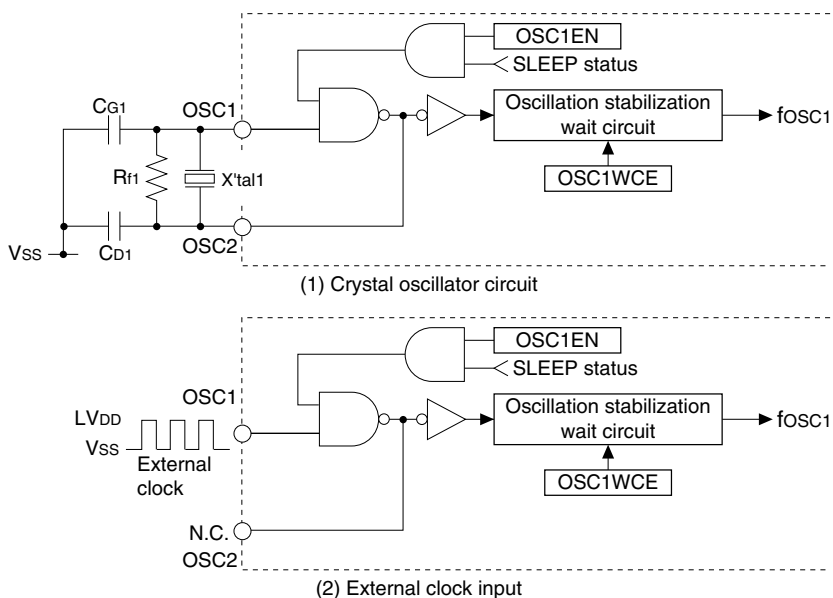 OSC1EN
SLEEP status
CG1
OSC1
Oscillation stabilization
wait circuit
fOSC1
Rf1
X'tal1
OSC1WCE
OSC2
CD1
VSS
(1) Crystal oscillator circuit
OSC1EN
SLEEP status
OSC1
LVDD
VSS
External
clock
Oscillation stabilization
wait circuit
fOSC1
OSC1WCE
N.C.
OSC2
(2) External clock input